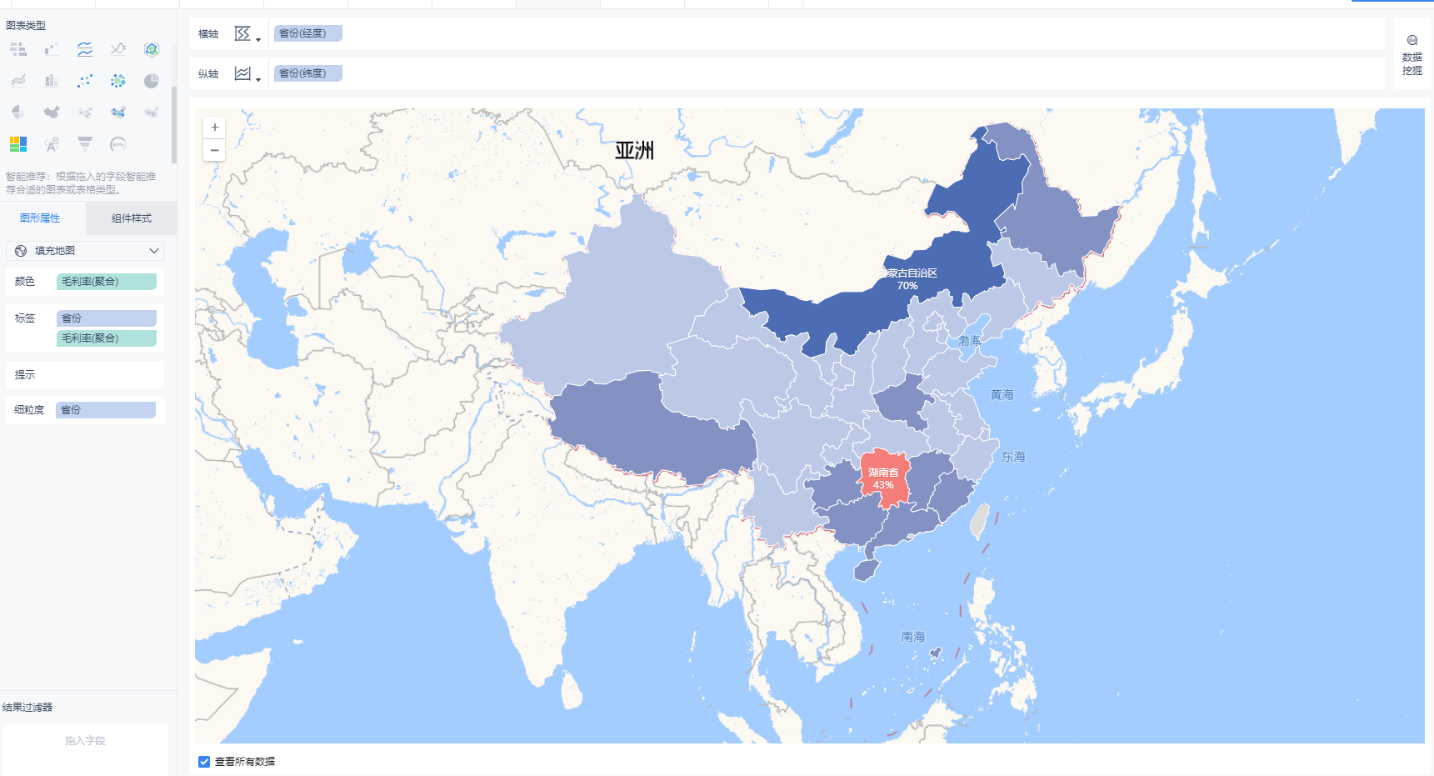 图表类型
横轴
省份(经度)
纵轴
省份(纬度)
数据
挖掘
智能推荐：根据拖入的字段智能推
荐合适的图表或表格类型。
图形属性
组件样式
填充地图
颜色
毛利率(聚合)
标签
省份
毛利率(聚合)
提示
细粒度
省份
结果过滤器
拖入字段
+
−
亚洲
蒙古自治区
70%
渤海
黄海
东海
湖南省
43%
南海
查看所有数据